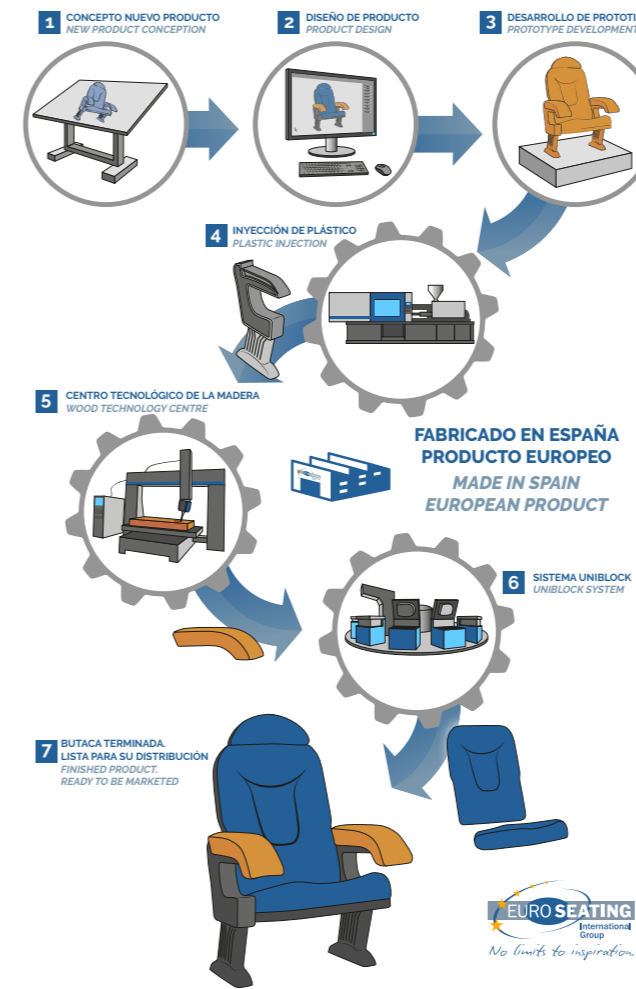 1 CONCEPTO NUEVO PRODUCTO
NEW PRODUCT CONCEPTION
2 DISEÑO DE PRODUCTO
PRODUCT DESIGN
3 DESARROLLO DE PROTOTI
PROTOTYPE DEVELOPMENT
4 INYECCIÓN DE PLÁSTICO
PLASTIC INJECTION
5 CENTRO TECNOLÓGICO DE LA MADERA
WOOD TECHNOLOGY CENTRE
FABRICADO EN ESPAÑA
PRODUCTO EUROPEO
MADE IN SPAIN
EUROPEAN PRODUCT
6 SISTEMA UNIBLOCK
UNIBLOCK SYSTEM
7 BUTACA TERMINADA.
LISTA PARA SU DISTRIBUCIÓN
FINISHED PRODUCT.
READY TO BE MARKETED
EURO SEATING
International
Group
No limits to inspiration.